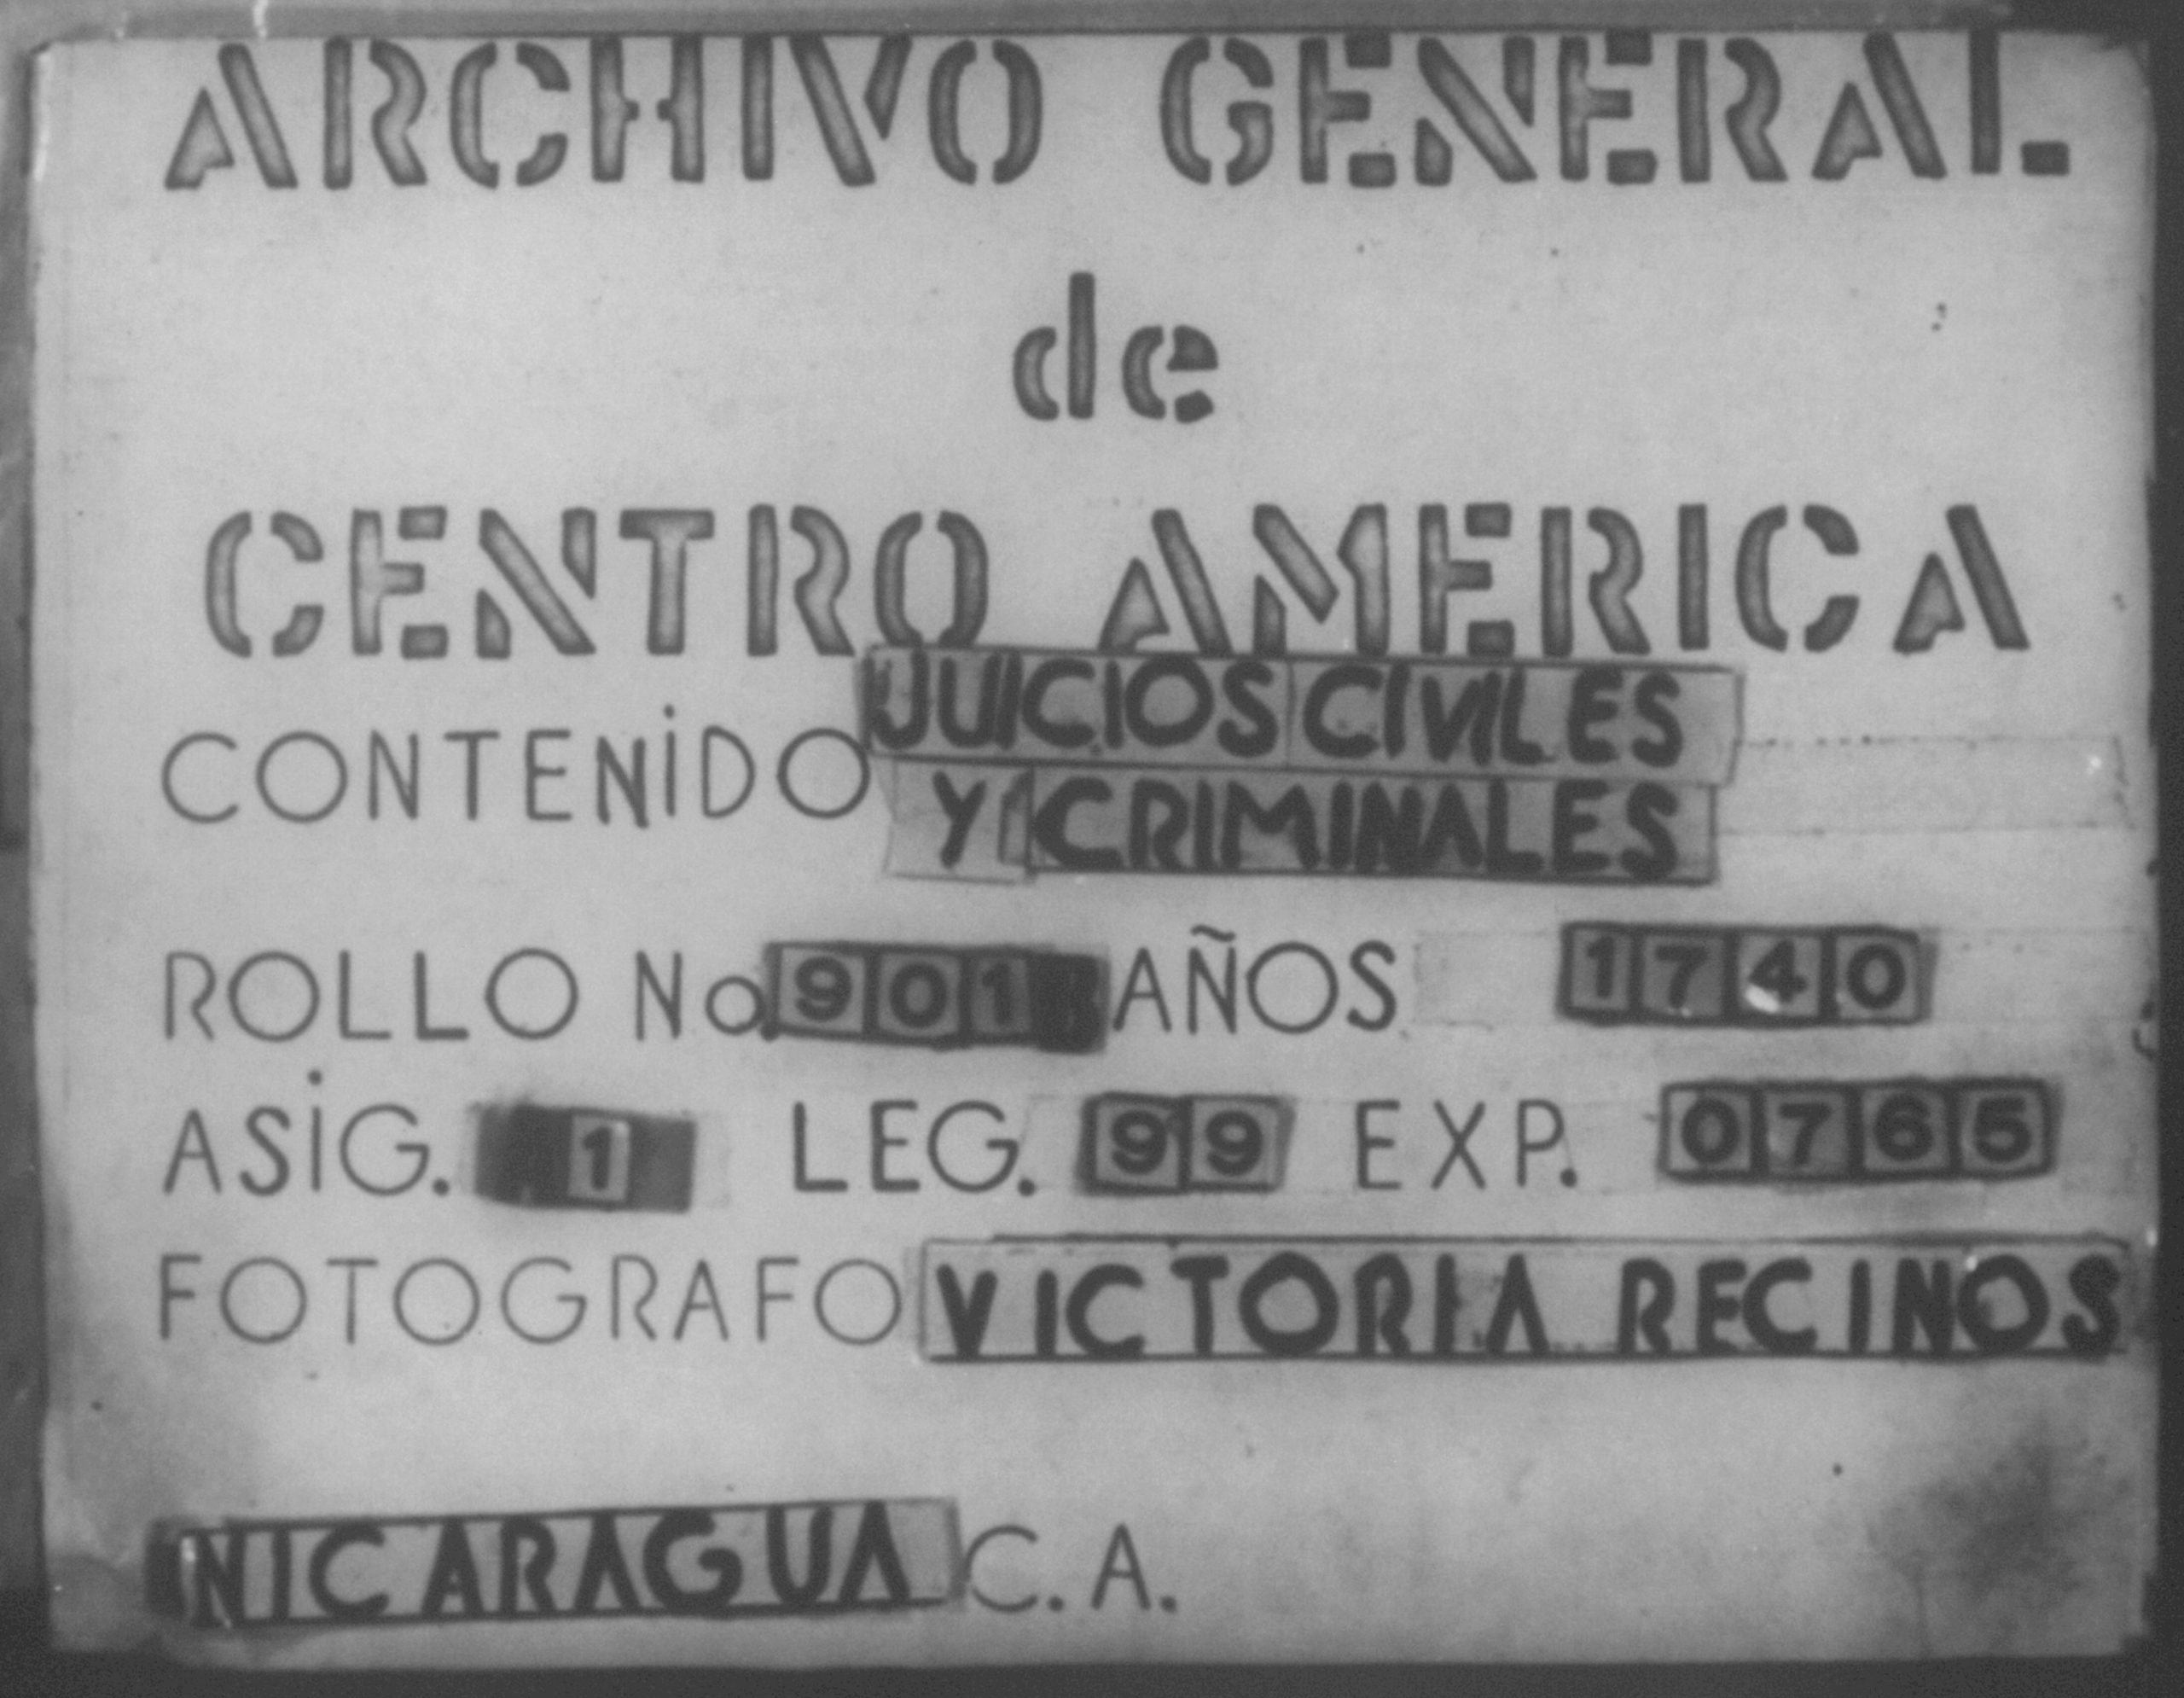 ARCHIVO GENERAL
de
CENTRO AMERICA
CONTENIDO JUICIOS CIVILES
Y CRIMINALES
ROLLO No. 901 AÑOS 1740
ASIG. 1 LEG. 99 EXP. 0765
FOTOGRAFO VICTORIA RECINOS
NICARAGUA C.A.